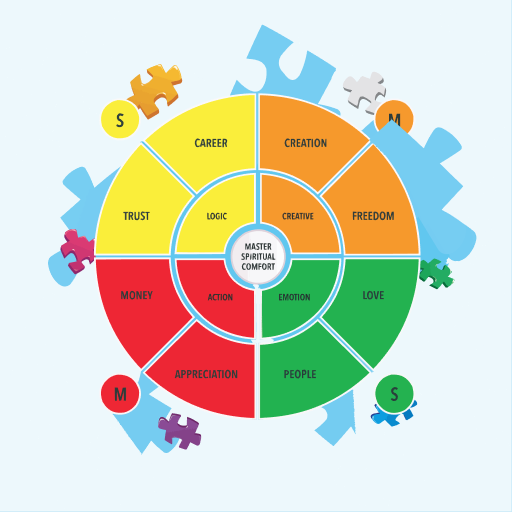 S
M
CAREER
CREATION
TRUST
LOGIC
CREATIVE
FREEDOM
MASTER
SPiRiTUAL
COMFORT
MONEY
ACTION
EMOTION
LOVE
APPRECIATION
PEOPLE
M
S